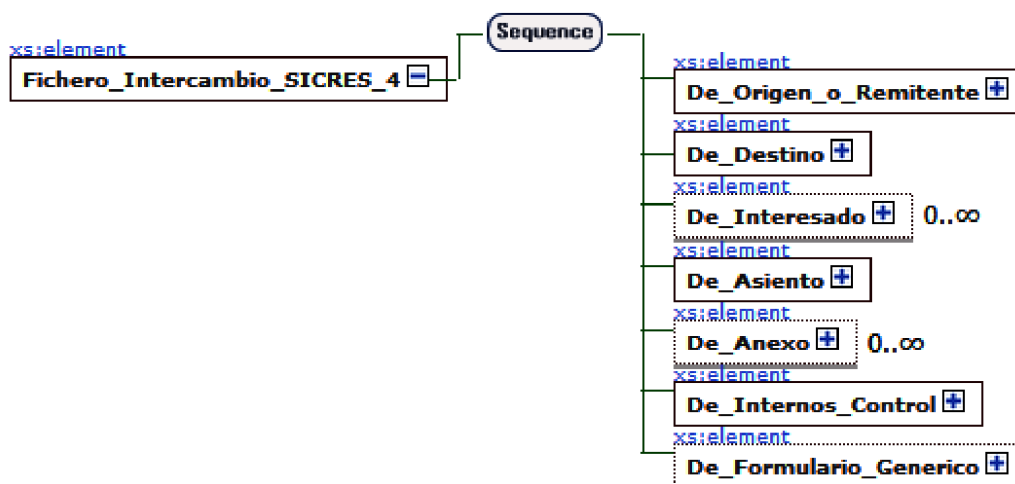 Sequence
xs:element
Fichero_Intercambio_SICRES_4
xs:element
De_Origen_o_Remitente
xs:element
De_Destino
xs:element
De_Interesado 0..∞
xs:element
De_Asiento
xs:element
De_Anexo 0..∞
xs:element
De_Internos_Control
xs:element
De_Formulario_Generico